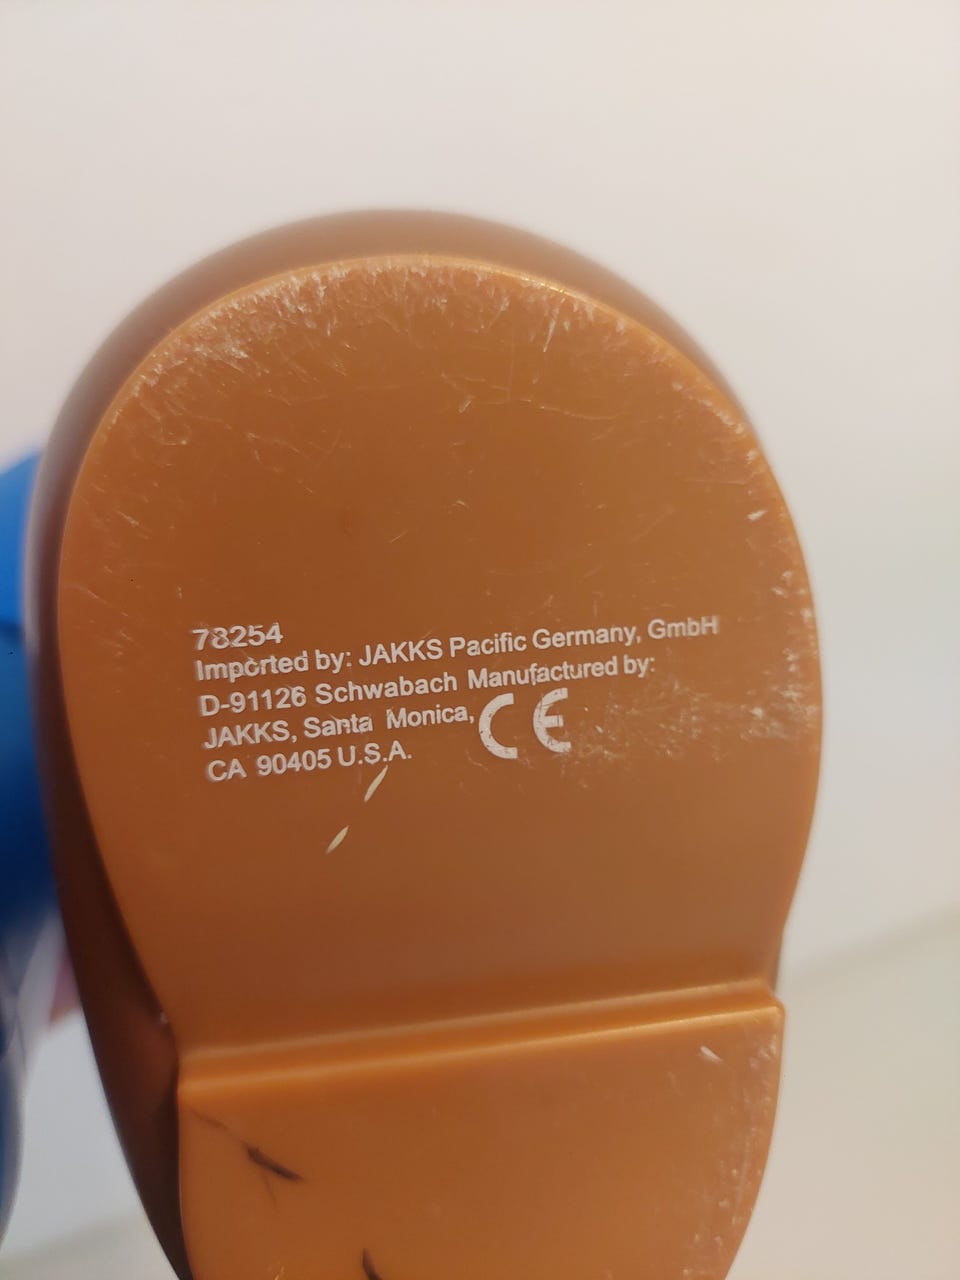 78254
Imported by: JAKKS Pacific Germany, GmbH
D-91126 Schwabach Manufactured by:
JAKKS, Santa Monica,
CA 90405 U.S.A.
CE